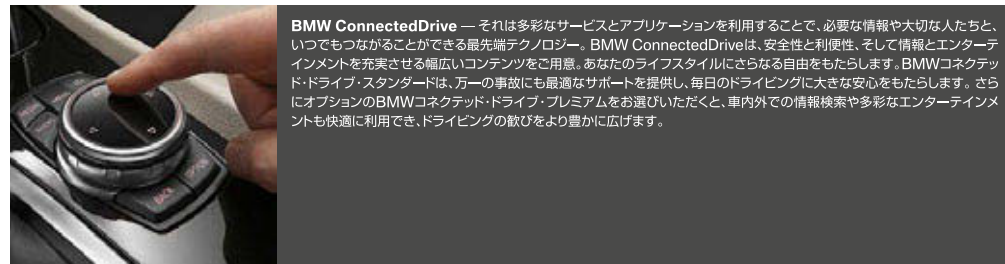 BMW ConnectedDrive — それは多彩なサービスとアプリケーションを利用することで、必要な情報や大切な人たちと、
いつでもつながることができる最先端テクノロジー。BMW ConnectedDriveは、安全性と利便性、そして情報とエンターテ
インメントを充実させる幅広いコンテンツをご用意。あなたのライフスタイルにさらなる自由をもたらします。BMWコネクテッ
ド・ドライブ・スタンダードは、万一の事故にも最適なサポートを提供し、毎日のドライビングに大きな安心をもたらします。さら
にオプションのBMWコネクテッド・ドライブ・プレミアムをお選びいただくと、車内外での情報検索や多彩なエンターテインメ
ントも快適に利用でき、ドライビングの歓びをより豊かに広げます。
BACK
OPTION